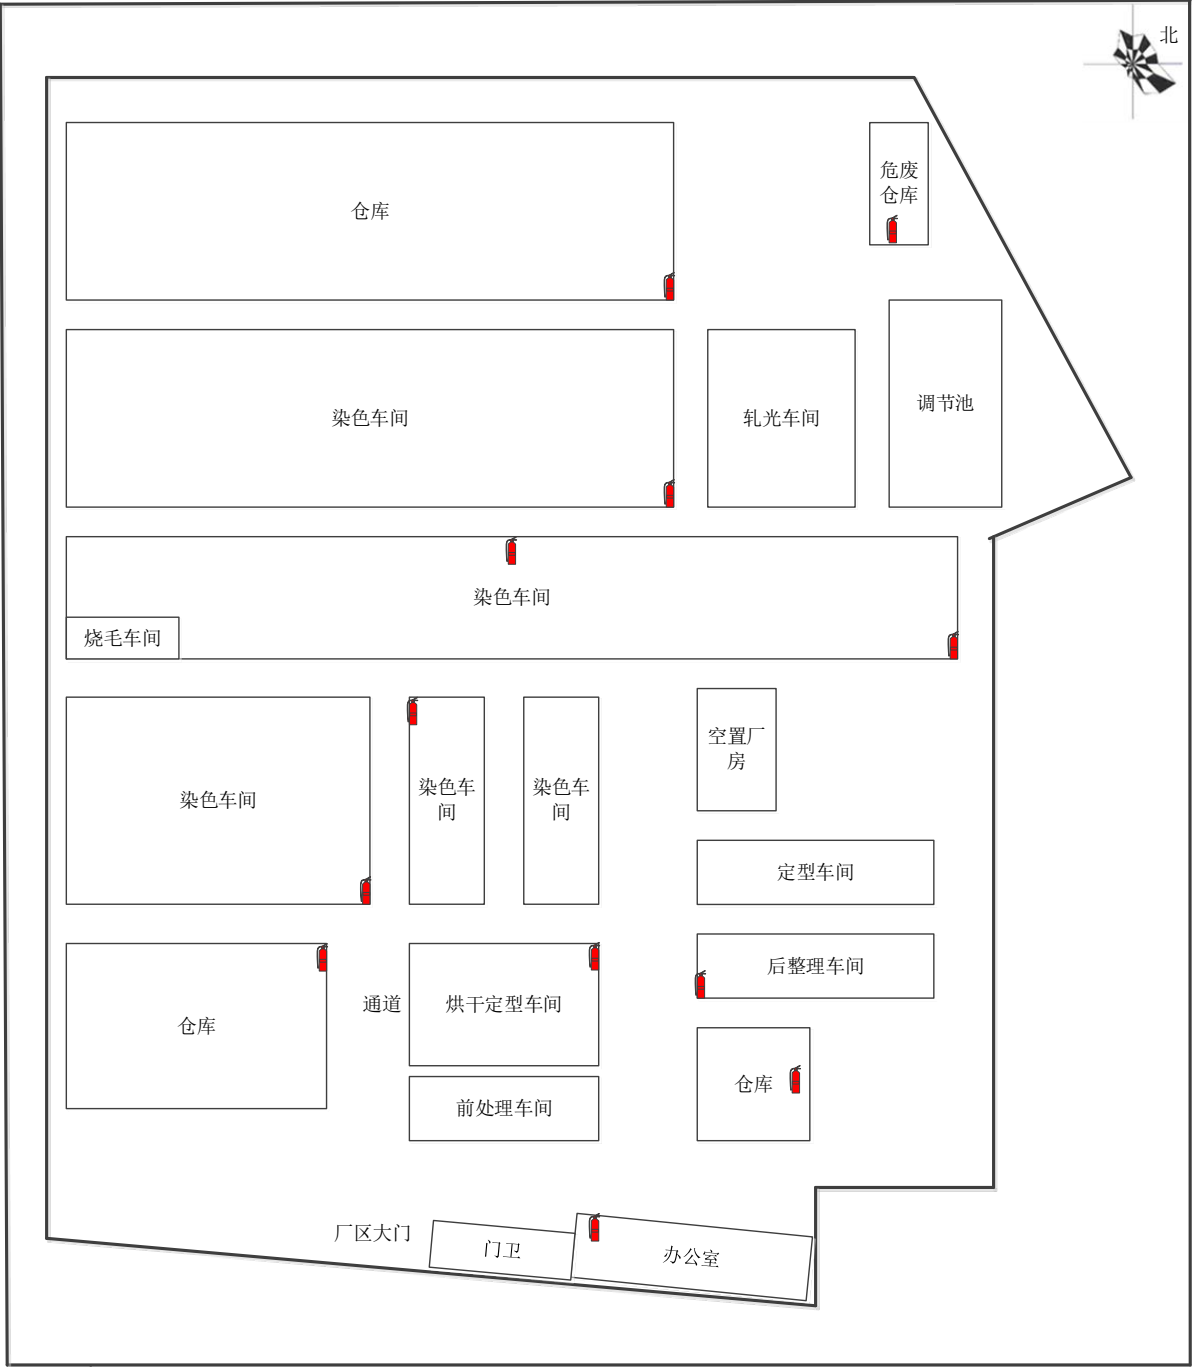 北
危废
仓库
仓库
染色车间
轧光车间
调节池
染色车间
烧毛车间
空置厂
房
染色车间
染色车
间
染色车
间
定型车间
后整理车间
仓库
通道
烘干定型车间
仓库
前处理车间
厂区大门
门卫
办公室